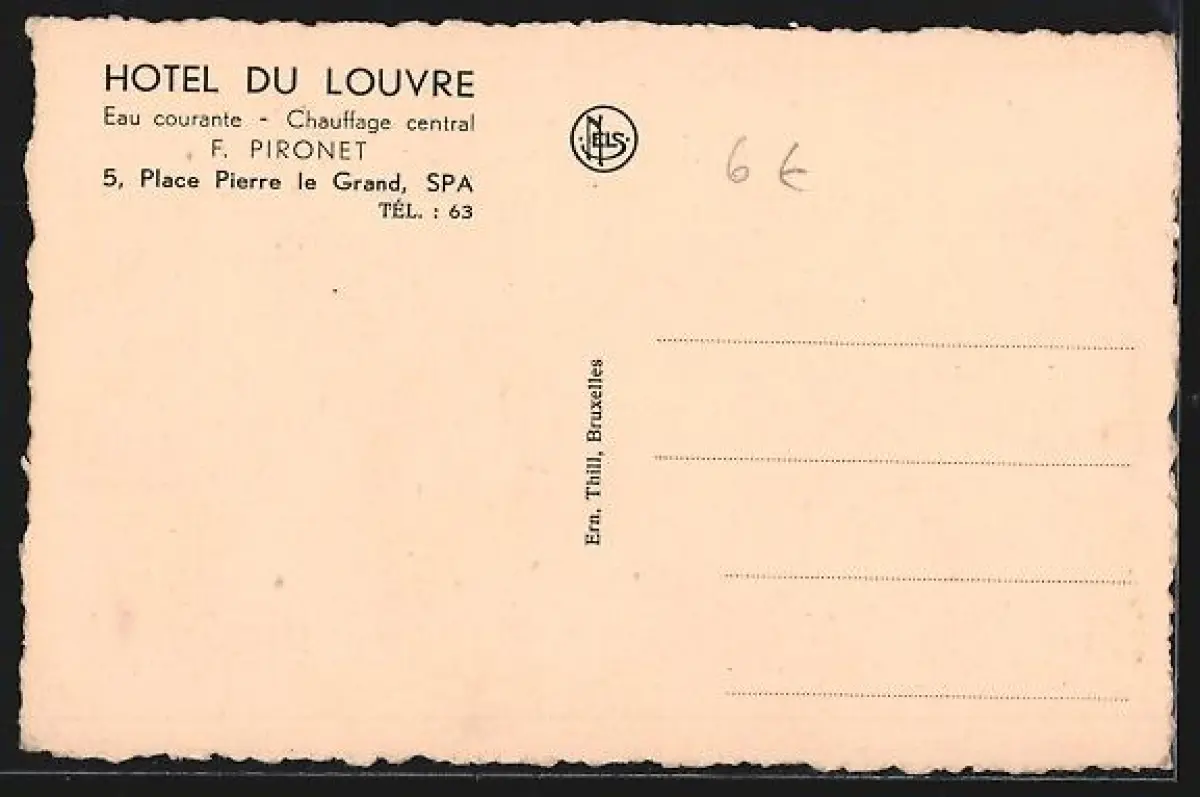 HOTEL DU LOUVRE
Eau courante - Chauffage central
F. PIRONET
5, Place Pierre le Grand, SPA
TÉL. : 63
NELS
6 €
Ern. Thill, Bruxelles